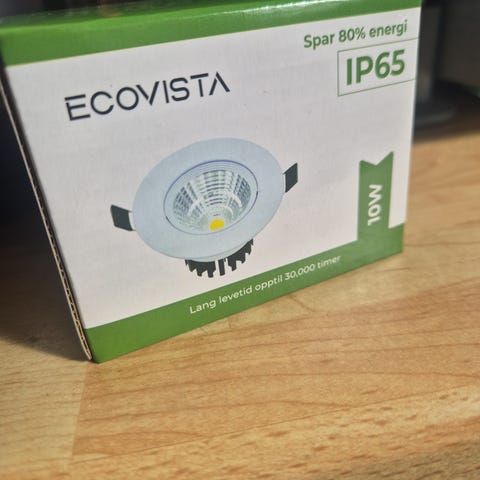 Spar 80% energi
IP65
ECOVISTA
10W
Lang levetid opptil 30,000 timer